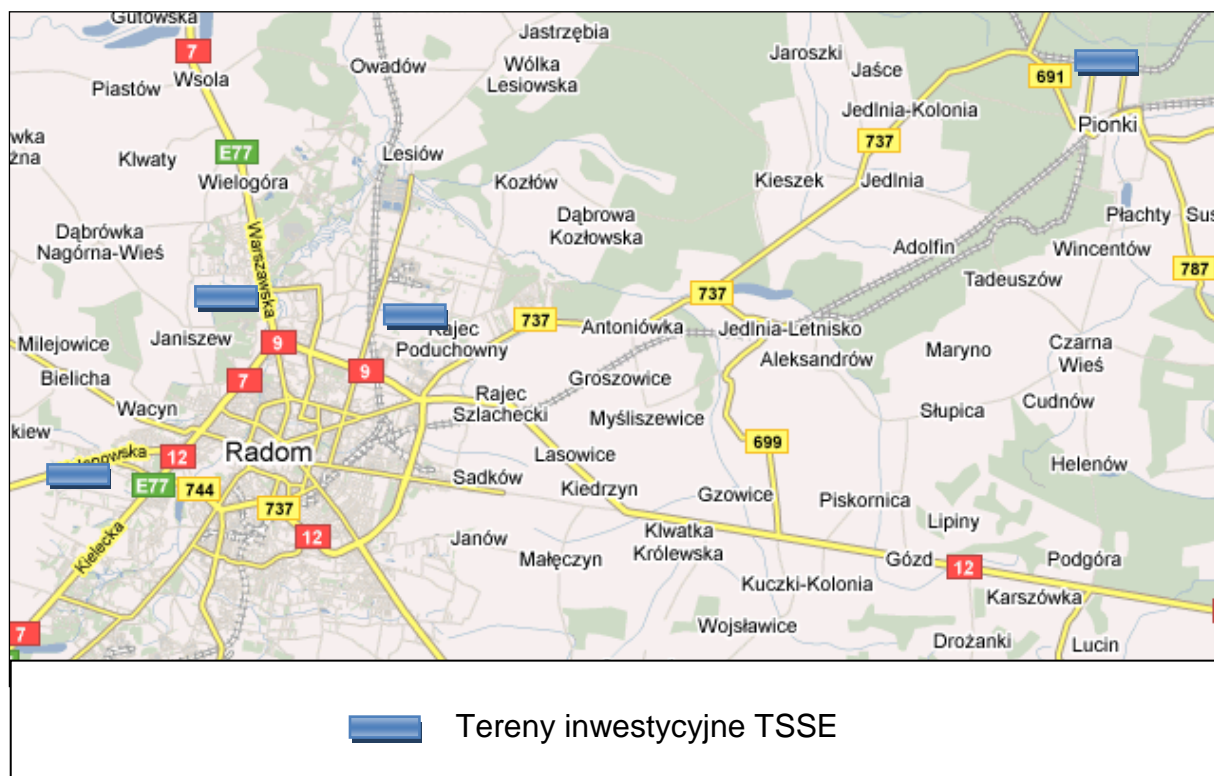 Gutowska
7
Wsola
Piastów
Jastrzębia
Owadów
Wólka
Lesiowska
Jaroszki
Jaśce
691
Jedlnia-Kolonia
Pionki
E77
Klwaty
Wielogóra
Lesiów
Kozłów
737
Kieszek
Jedlnia
Dąbrowa
Kozłowska
Płachty
Dąbrówka
Nagórna-Wieś
Warszawska
Adolfin
Wincentów
Tadeuszów
787
737
737
Rajec
Poduchowny
Antoniówka
Jedlnia-Letnisko
Milejowice
Janiszew
9
Bielicha
7
9
Groszowice
Aleksandrów
Maryno
Czarna
Wieś
Wacyn
Rajec
Szlachecki
Myśliszewice
Słupica
Cudnów
12
Radom
Lasowice
699
Helenów
E77
744
Sadków
Kiedrzyn
Gzowice
Piskornica
737
Kielecka
12
Janów
Małęczyn
Klwatka
Królewska
Lipiny
Gózd
12
Podgóra
Kuczki-Kolonia
Karszówka
7
Wojsławice
Drożanki
Lucin
Tereny inwestycyjne TSSE